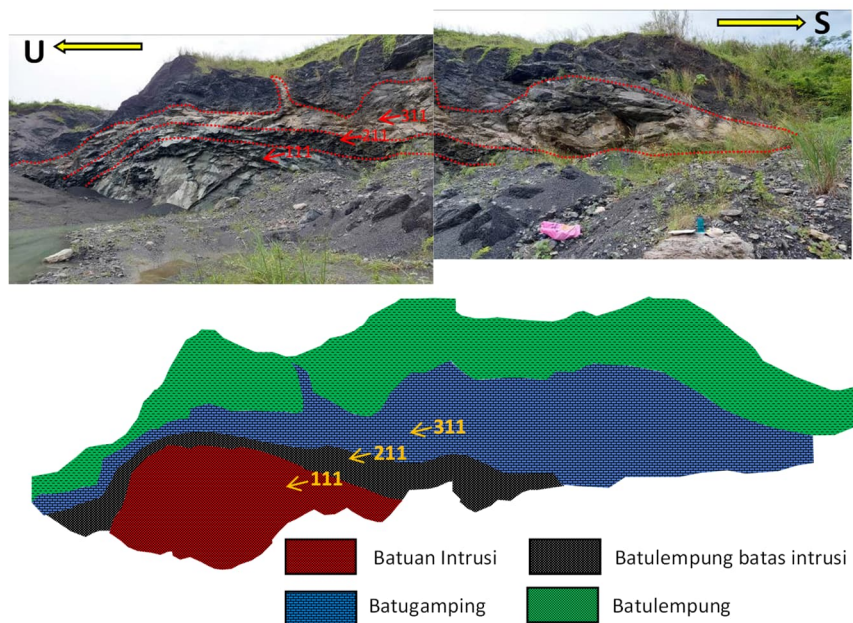 U
S
311
211
111
311
211
111
Batuan Intrusi
Batulempung batas intrusi
Batugamping
Batulempung